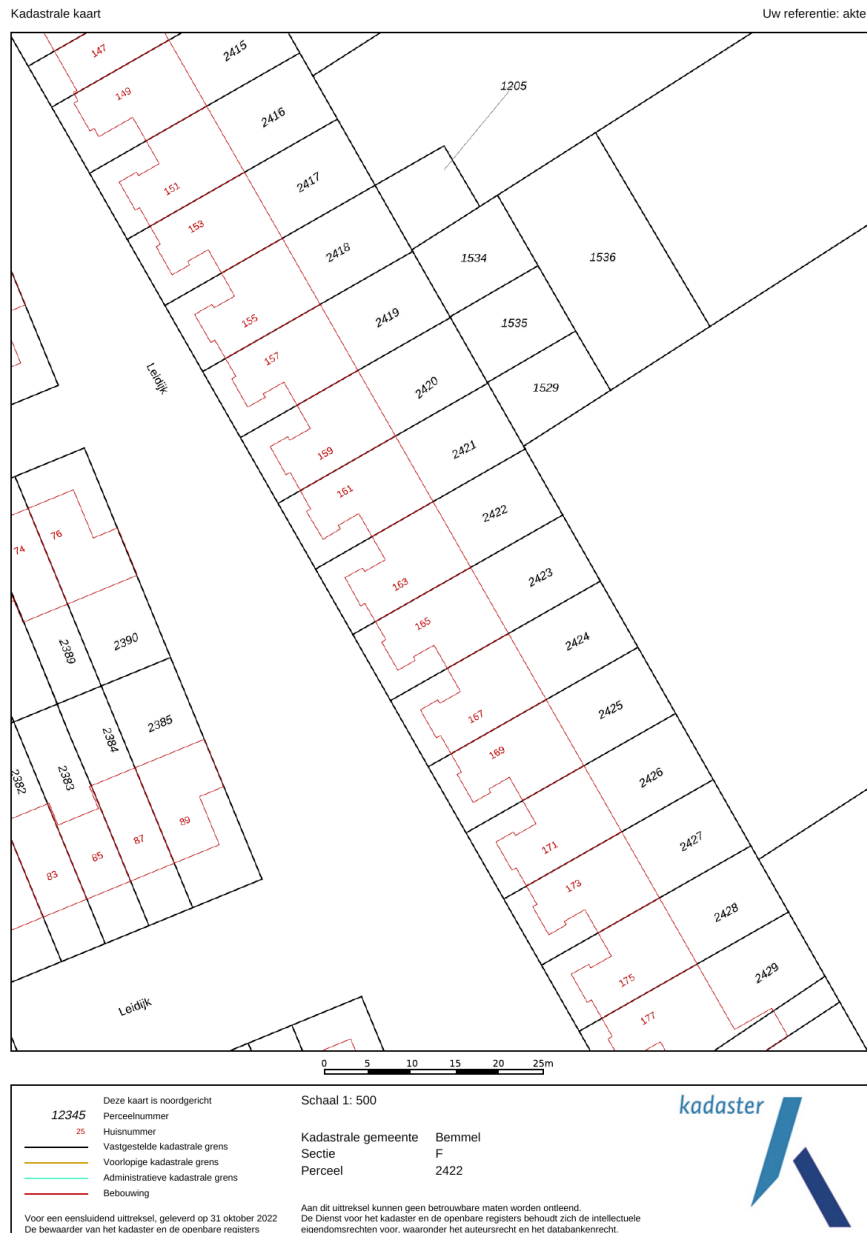 Kadastrale kaart
Uw referentie: akte
147
2415
149
1205
2416
151
2417
153
2418
1534
1536
155
2419
1535
157
Leidijk
2420
1529
159
2421
161
2422
76
74
163
2423
165
2424
2389
2390
167
2425
2385
2384
169
2426
2382
2383
171
2427
89
87
85
83
173
2428
175
2429
177
Leidijk
0 5 10 15 20 25m
Deze kaart is noordgericht
12345 Perceelnummer
25 Huisnummer
Vastgestelde kadastrale grens
Voorlopige kadastrale grens
Administratieve kadastrale grens
Bebouwing
Voor een eensluidend uittreksel, geleverd op 31 oktober 2022
De bewaarder van het kadaster en de openbare registers
Schaal 1: 500
Kadastrale gemeente Bemmel
Sectie F
Perceel 2422
Aan dit uittreksel kunnen geen betrouwbare maten worden ontleend.
De Dienst voor het kadaster en de openbare registers behoudt zich de intellectuele
eigendomsrechten voor, waaronder het auteursrecht en het databankenrecht.
kadaster